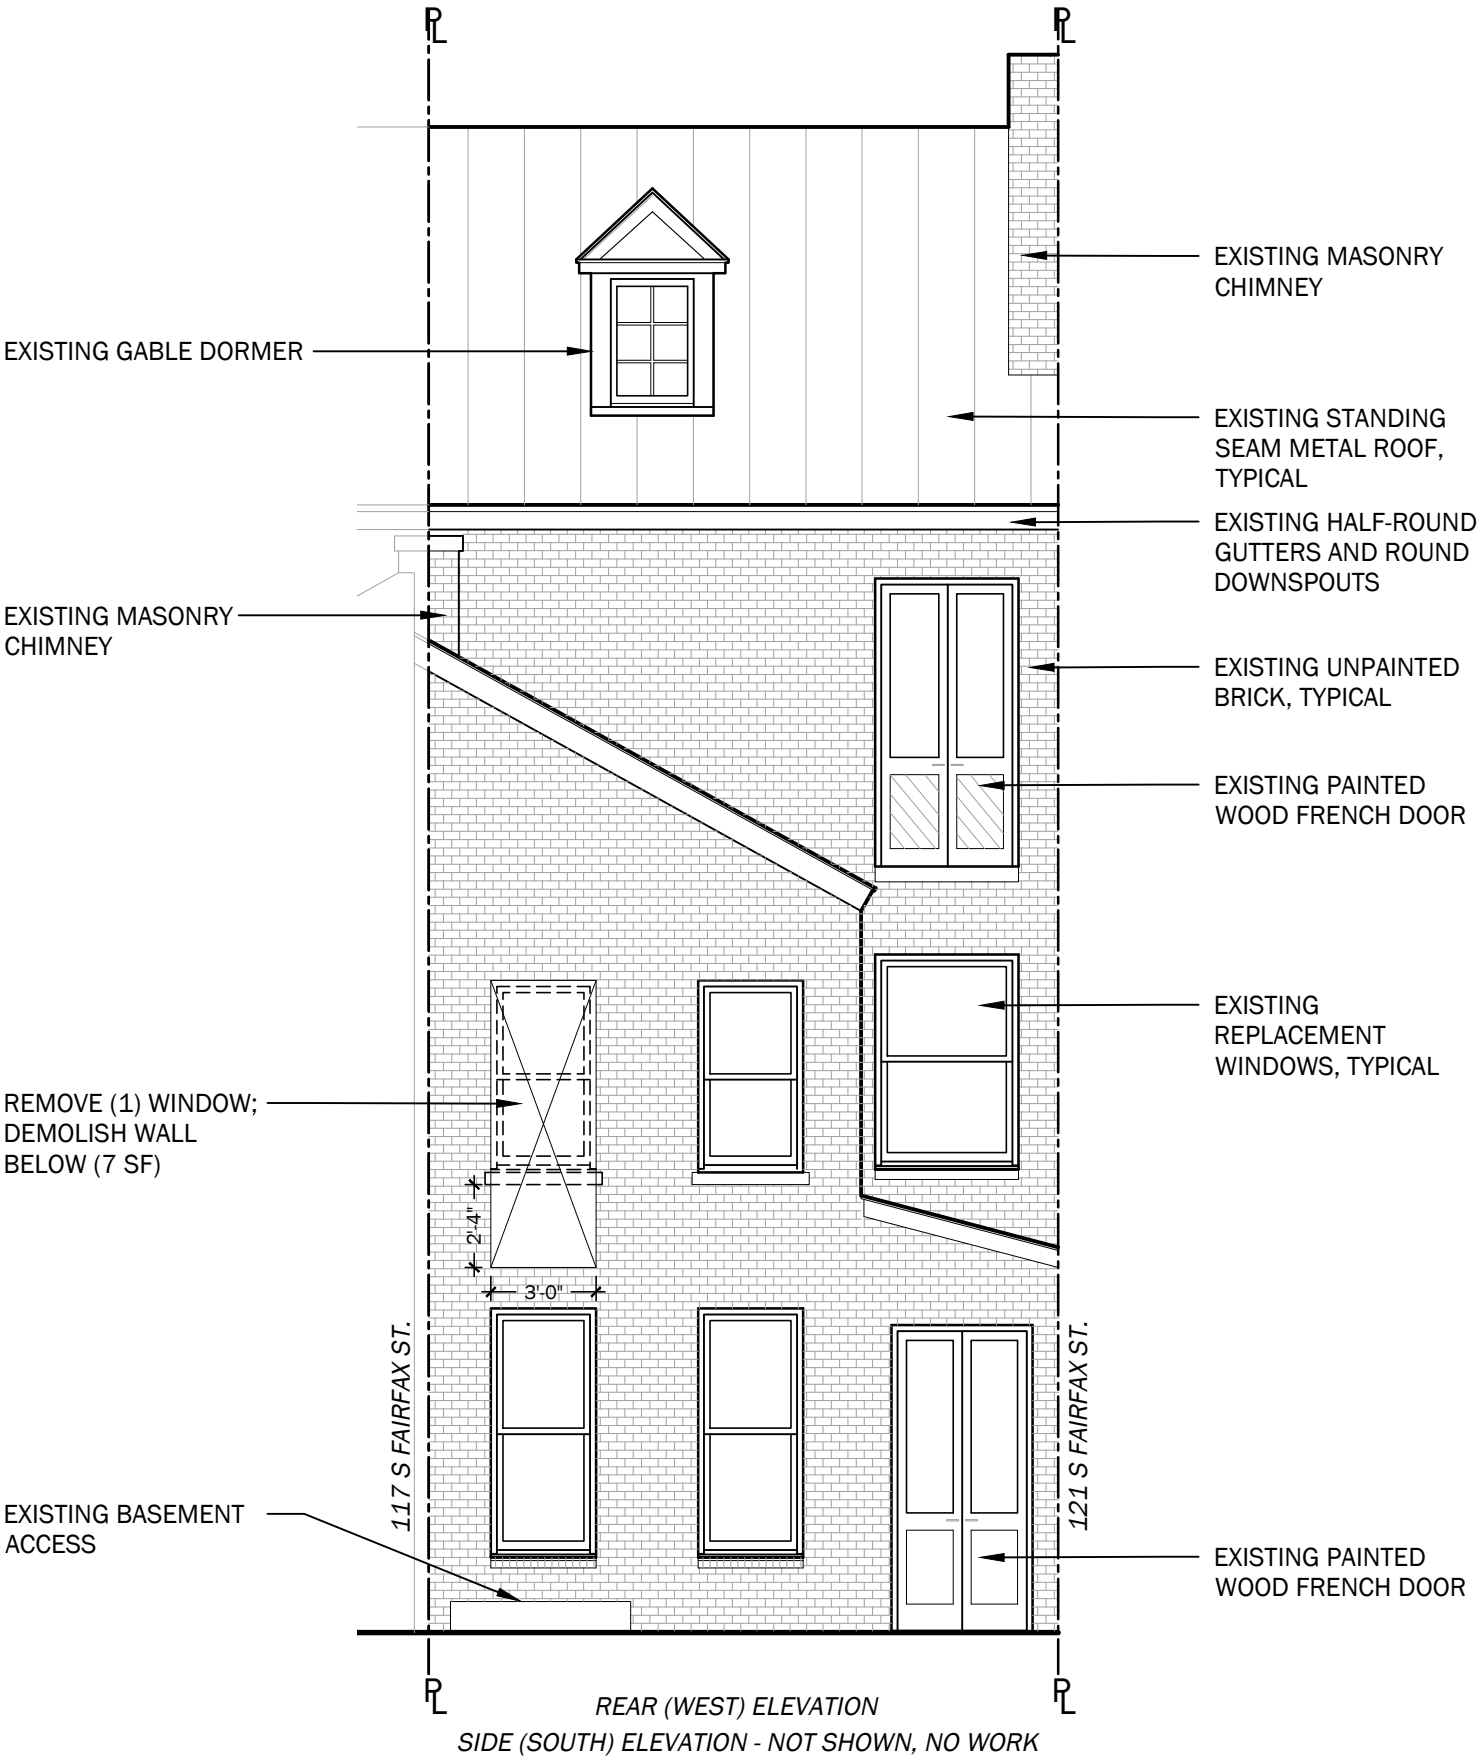 PL
PL
EXISTING MASONRY
CHIMNEY
EXISTING GABLE DORMER
EXISTING STANDING
SEAM METAL ROOF,
TYPICAL
EXISTING HALF-ROUND
GUTTERS AND ROUND
DOWNSPOUTS
EXISTING MASONRY
CHIMNEY
EXISTING UNPAINTED
BRICK, TYPICAL
EXISTING PAINTED
WOOD FRENCH DOOR
EXISTING
REPLACEMENT
WINDOWS, TYPICAL
REMOVE (1) WINDOW;
DEMOLISH WALL
BELOW (7 SF)
2'-4"
3'-0"
117 S FAIRFAX ST.
121 S FAIRFAX ST.
EXISTING BASEMENT
ACCESS
EXISTING PAINTED
WOOD FRENCH DOOR
PL
PL
REAR (WEST) ELEVATION
SIDE (SOUTH) ELEVATION - NOT SHOWN, NO WORK